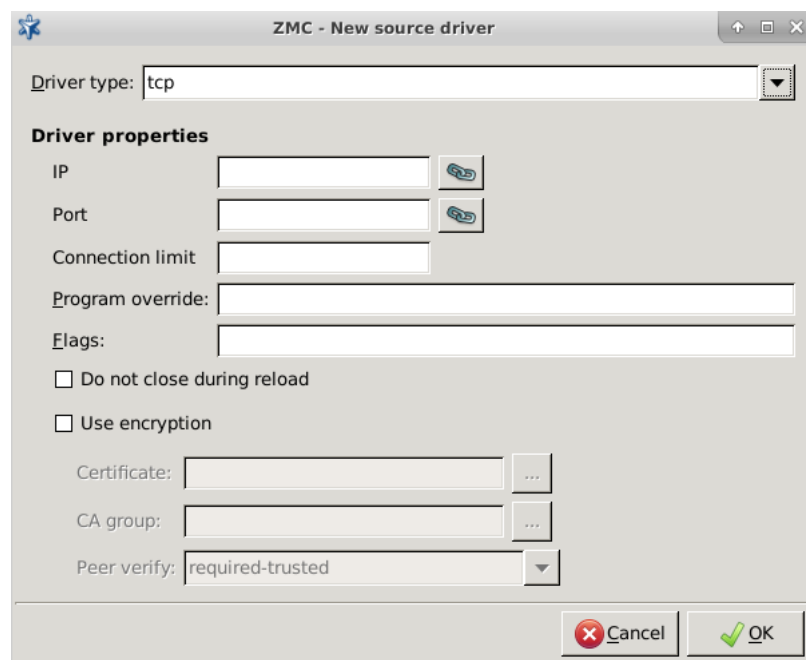 ZMC - New source driver
Driver type: tcp
Driver properties
IP
Port
Connection limit
Program override:
Flags:
Do not close during reload
Use encryption
Certificate: ...
CA group: ...
Peer verify: required-trusted
Cancel OK